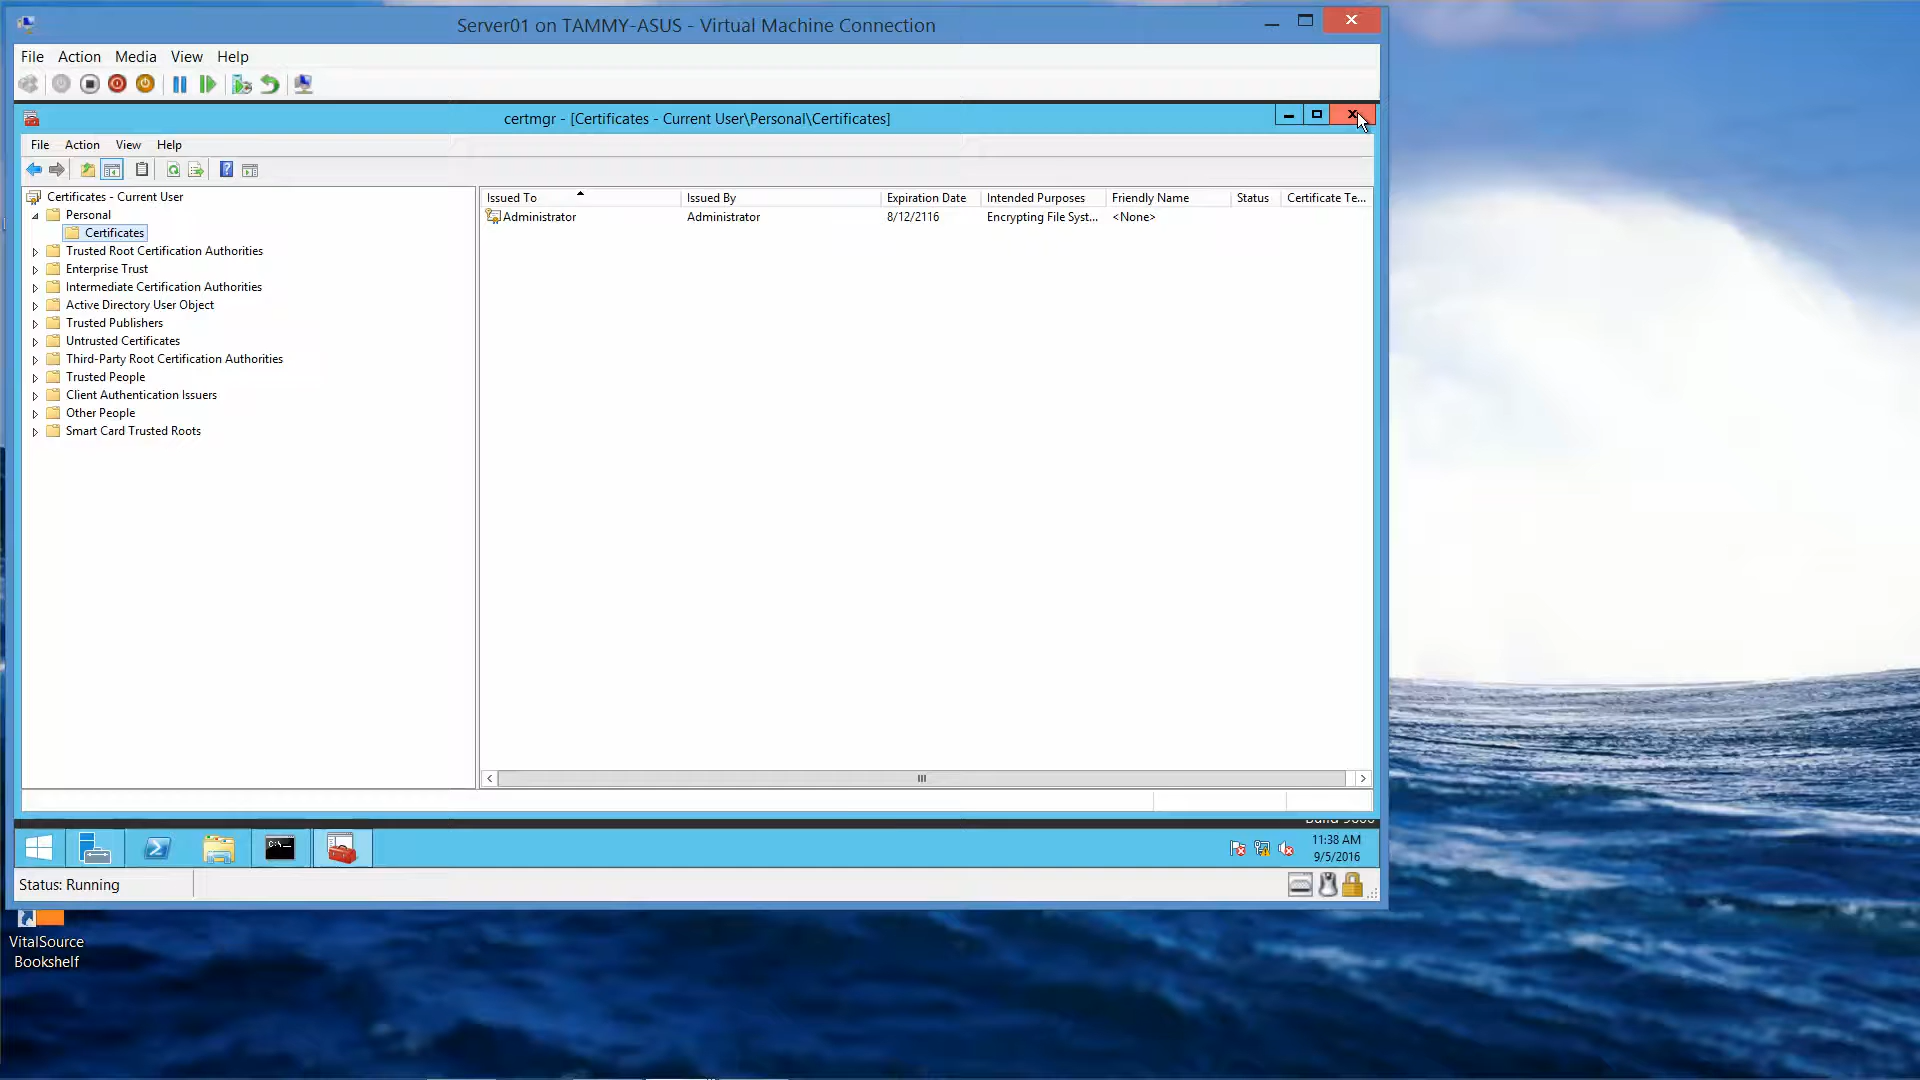 Server01 on TAMMY-ASUS - Virtual Machine Connection
File Action Media View Help
certmgr - [Certificates - Current User\Personal\Certificates]
File Action View Help
Certificates - Current User
Personal
Certificates
Trusted Root Certification Authorities
Enterprise Trust
Intermediate Certification Authorities
Active Directory User Object
Trusted Publishers
Untrusted Certificates
Third-Party Root Certification Authorities
Trusted People
Client Authentication Issuers
Other People
Smart Card Trusted Roots
Issued To Issued By Expiration Date Intended Purposes Friendly Name Status Certificate Te...
Administrator Administrator 8/12/2116 Encrypting File Syst... <None>
11:38 AM
9/5/2016
Status: Running
VitalSource
Bookshelf